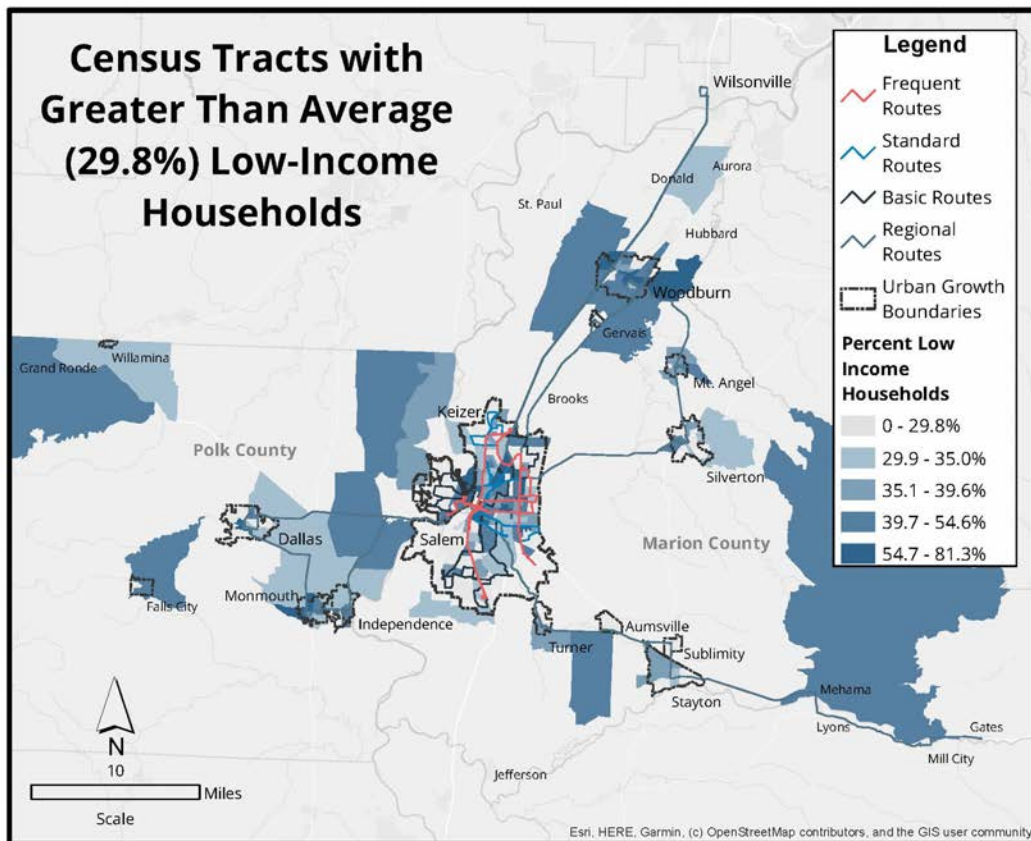 Census Tracts with
Greater Than Average
(29.8%) Low-Income
Households
Legend
Frequent
Routes
Standard
Routes
Basic Routes
Regional
Routes
Urban Growth
Boundaries
Percent Low
Income
Households
0 - 29.8%
29.9 - 35.0%
35.1 - 39.6%
39.7 - 54.6%
54.7 - 81.3%
Wilsonville
Aurora
Donald
St. Paul
Hubbard
Woodburn
Gervais
Willamina
Grand Ronde
Mt. Angel
Brooks
Keizer
Polk County
Silverton
Dallas
Salem
Marion County
Monmouth
Falls City
Independence
Aumsville
Turner
Sublimity
Stayton
Mehama
Lyons
Gates
Mill City
Jefferson
N
10
Miles
Scale
Esri, HERE, Garmin, (c) OpenStreetMap contributors, and the GIS user community